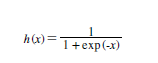 h(x) = 1 / (1 + exp(-x))